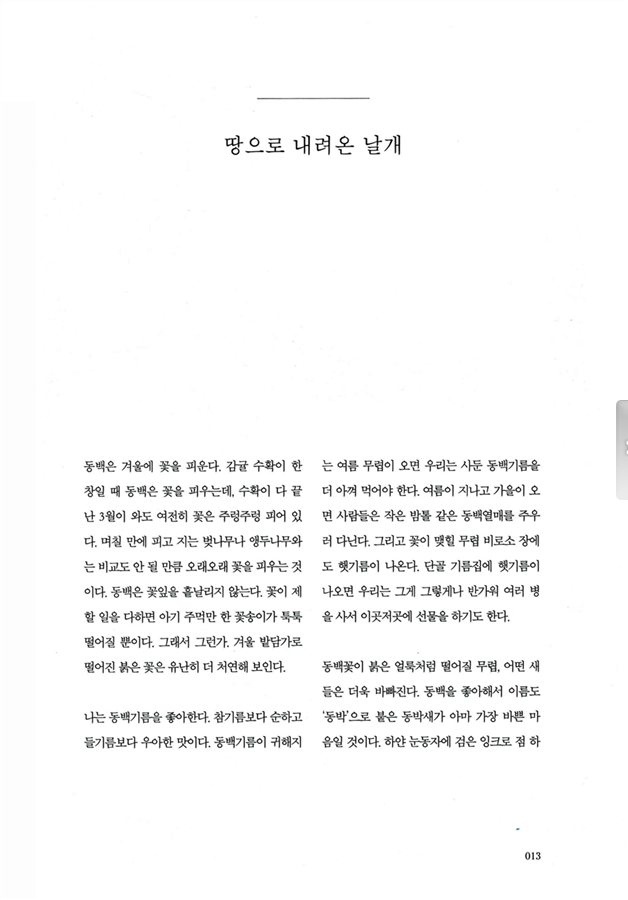 땅으로 내려온 날개
동백은 겨울에 꽃을 피운다. 감귤 수확이 한
창일 때 동백은 꽃을 피우는데, 수확이 다 끝
난 3월이 와도 여전히 꽃은 주렁주렁 피어 있
다. 며칠 만에 피고 지는 벚나무나 앵두나무와
는 비교도 안 될 만큼 오래오래 꽃을 피우는 것
이다. 동백은 꽃잎을 흩날리지 않는다. 꽃이 제
할 일을 다하면 아기 주먹만 한 꽃송이가 툭툭
떨어질 뿐이다. 그래서 그런가. 겨울 밭담가로
떨어진 붉은 꽃은 유난히 더 처연해 보인다.
나는 동백기름을 좋아한다. 참기름보다 순하고
들기름보다 우아한 맛이다. 동백기름이 귀해지
는 여름 무렵이 오면 우리는 사둔 동백기름을
더 아껴 먹어야 한다. 여름이 지나고 가을이 오
면 사람들은 작은 밤톨 같은 동백열매를 주우
러 다닌다. 그리고 꽃이 맺힐 무렵 비로소 장에
도 햇기름이 나온다. 단골 기름집에 햇기름이
나오면 우리는 그게 그렇게나 반가워 여러 병
을 사서 이곳저곳에 선물을 하기도 한다.
동백꽃이 붉은 얼룩처럼 떨어질 무렵, 어떤 새
들은 더욱 바빠진다. 동백을 좋아해서 이름도
‘동박’으로 붙은 동박새가 아마 가장 바쁜 마
음일 것이다. 하얀 눈동자에 검은 잉크로 점 하
013